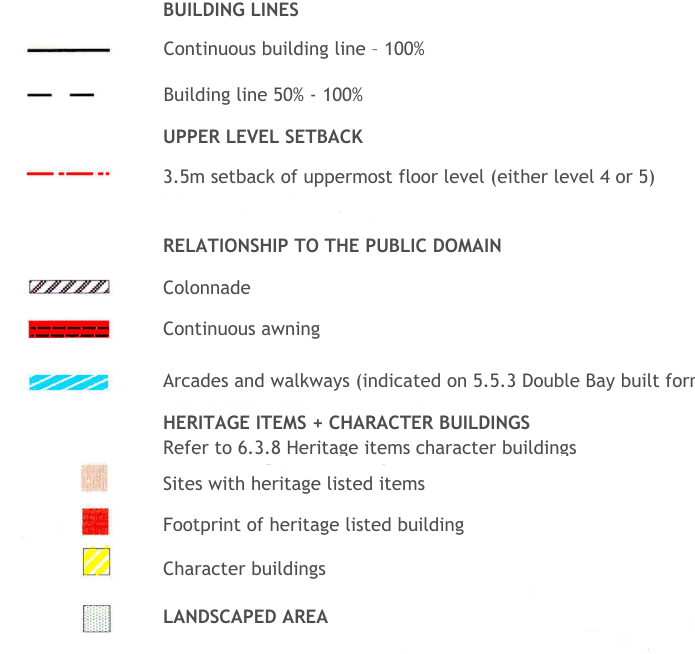 BUILDING LINES
Continuous building line – 100%
Building line 50% - 100%
UPPER LEVEL SETBACK
3.5m setback of uppermost floor level (either level 4 or 5)
RELATIONSHIP TO THE PUBLIC DOMAIN
Colonnade
Continuous awning
Arcades and walkways (indicated on 5.5.3 Double Bay built
HERITAGE ITEMS + CHARACTER BUILDINGS
Refer to 6.3.8 Heritage items character buildings
Sites with heritage listed items
Footprint of heritage listed building
Character buildings
LANDSCAPED AREA